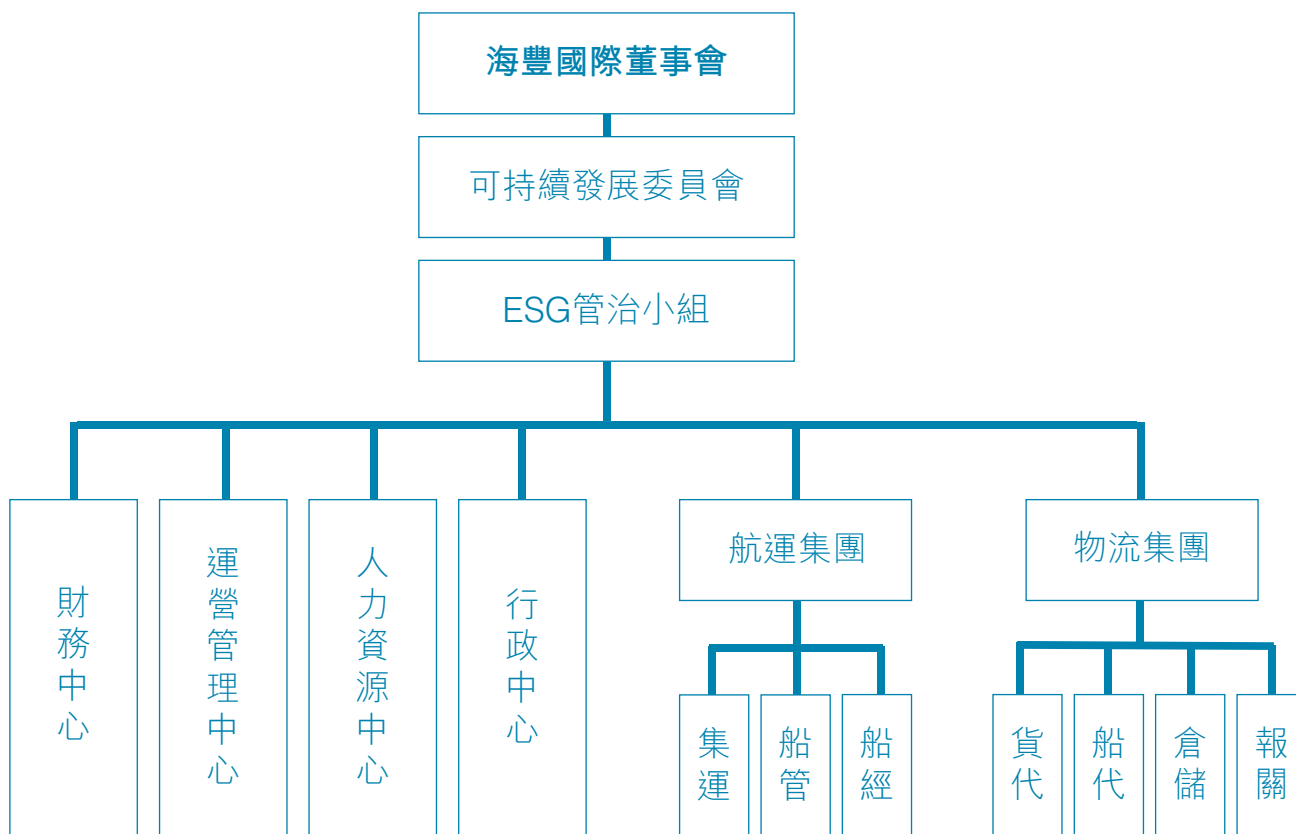 海豐國際董事會
可持續發展委員會
ESG管治小組
財務中心
運營管理中心
人力資源中心
行政中心
航運集團
物流集團
集運
船管
船經
貨代
船代
倉儲
報關